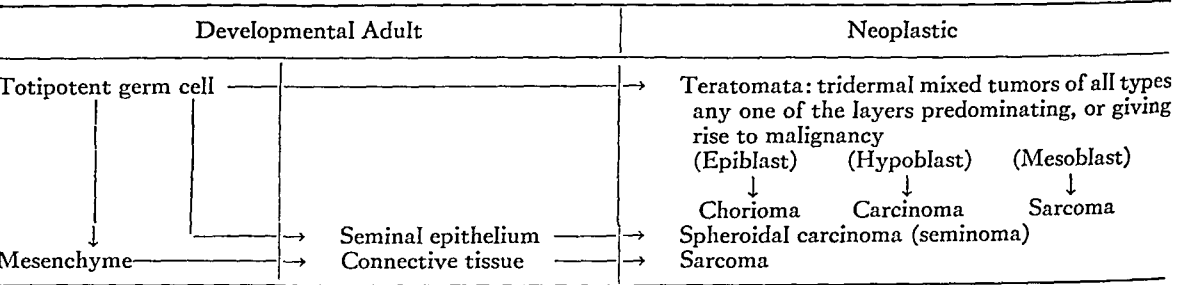 Developmental Adult Neoplastic
Totipotent germ cell → Teratomata: tridermal mixed tumors of all types
any one of the layers predominating, or giving
rise to malignancy
(Epiblast) (Hypoblast) (Mesoblast)
↓ ↓ ↓
Chorioma Carcinoma Sarcoma
Seminal epithelium → Spheroidal carcinoma (seminoma)
Mesenchyme → Connective tissue → Sarcoma